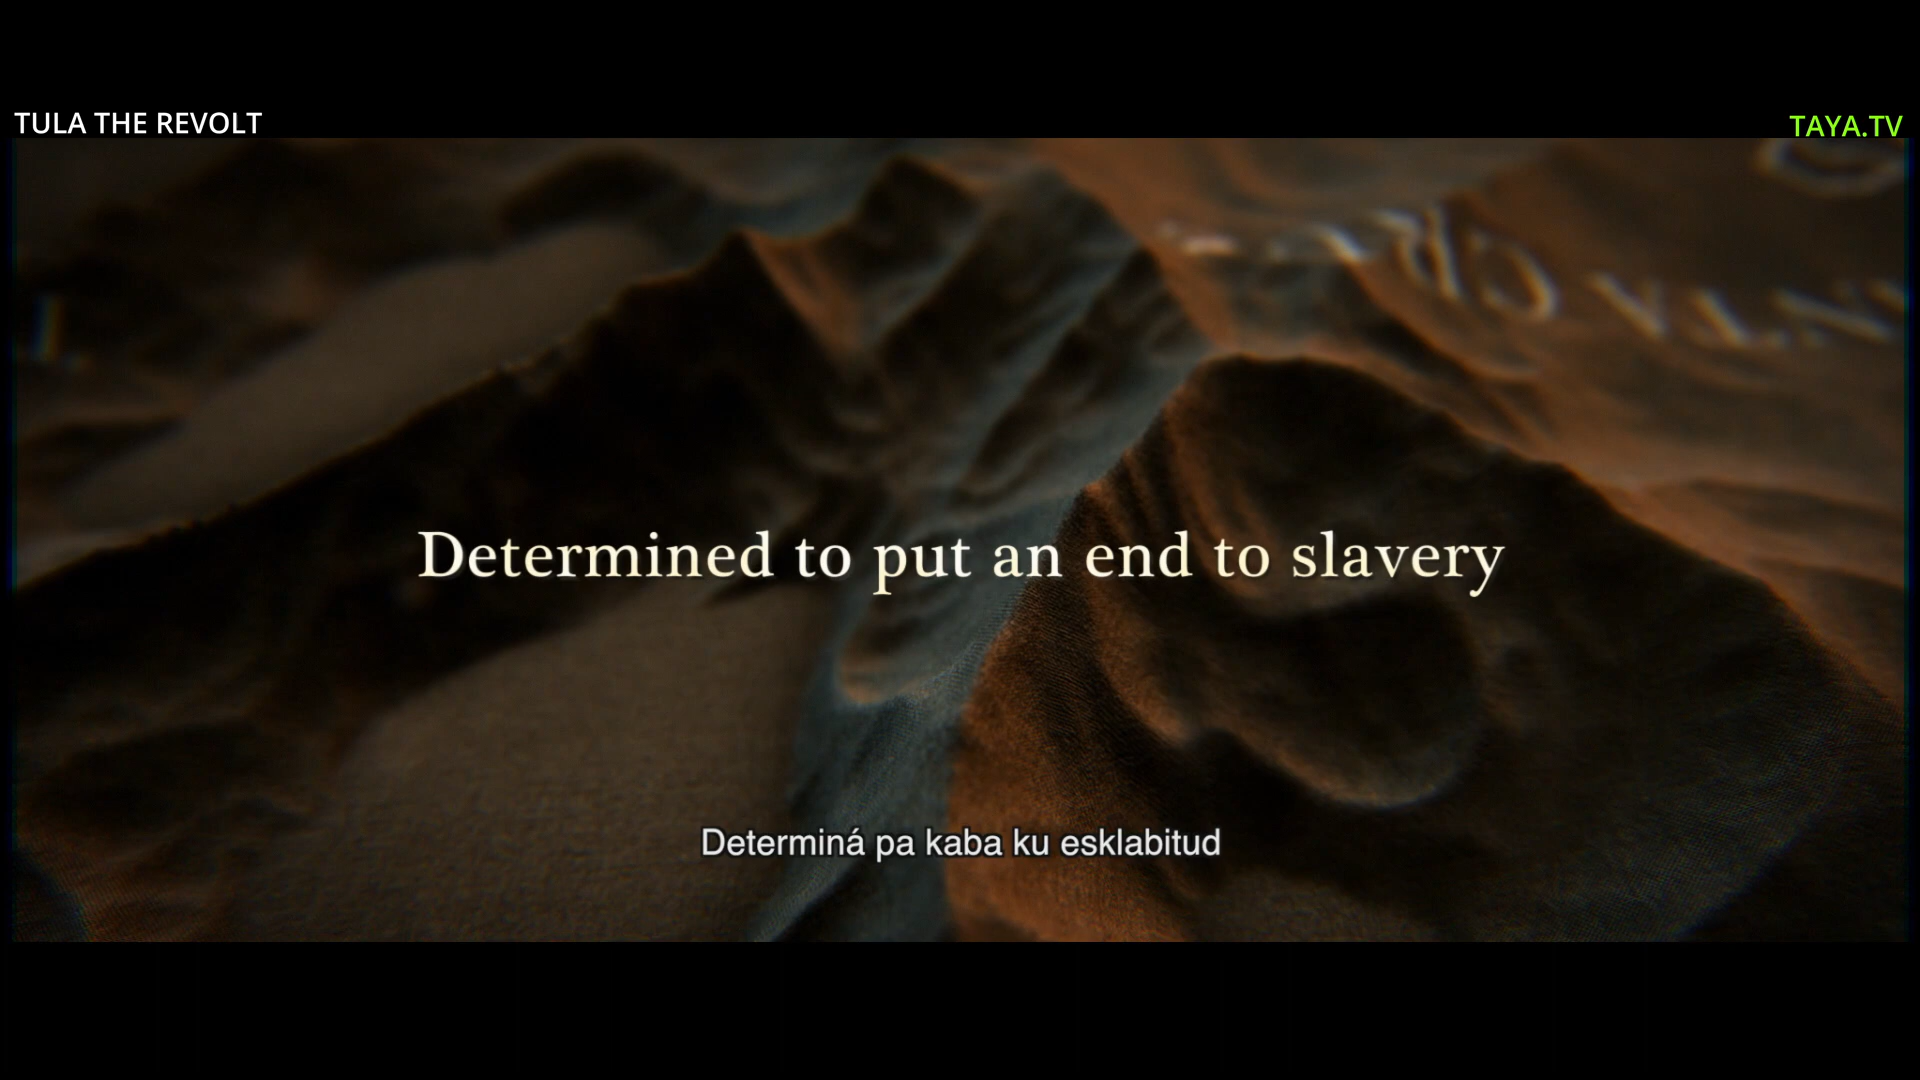 TULA THE REVOLT
TAYA.TV
Determined to put an end to slavery
Determiná pa kaba ku esklabitud